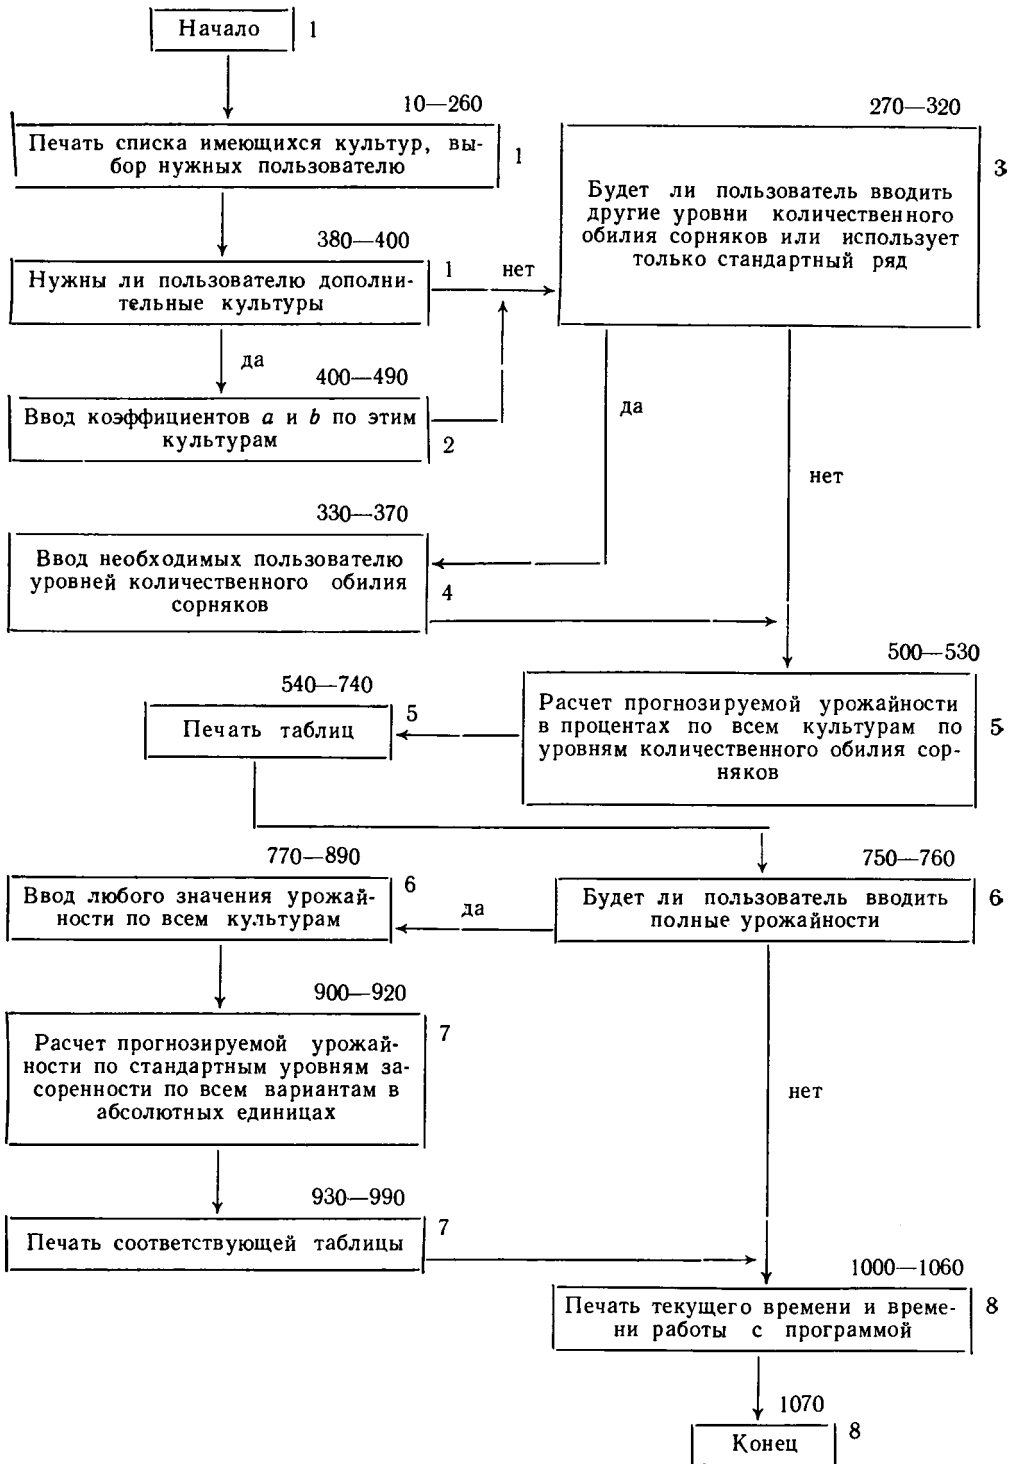 Начало 1
10—260
Печать списка имеющихся культур, вы-
бор нужных пользователю
1
270—320
Будет ли пользователь вводить
другие уровни количественного
обилия сорняков или использует
только стандартный ряд
3
380—400
Нужны ли пользователю дополни-
тельные культуры
1
нет
да
400—490
Ввод коэффициентов a и b по этим
культурам
2
да
нет
330—370
Ввод необходимых пользователю
уровней количественного обилия
сорняков
4
500—530
Расчет прогнозируемой урожайности
в процентах по всем культурам по
уровням количественного обилия сор-
няков
5
540—740
Печать таблиц
5
770—890
Ввод любого значения урожай-
ности по всем культурам
6
да
750—760
Будет ли пользователь вводить
полные урожайности
6
900—920
Расчет прогнозируемой урожай-
ности по стандартным уровням за-
соренности по всем вариантам в
абсолютных единицах
7
нет
930—990
Печать соответствующей таблицы
7
1000—1060
Печать текущего времени и време-
ни работы с программой
8
1070
Конец
8